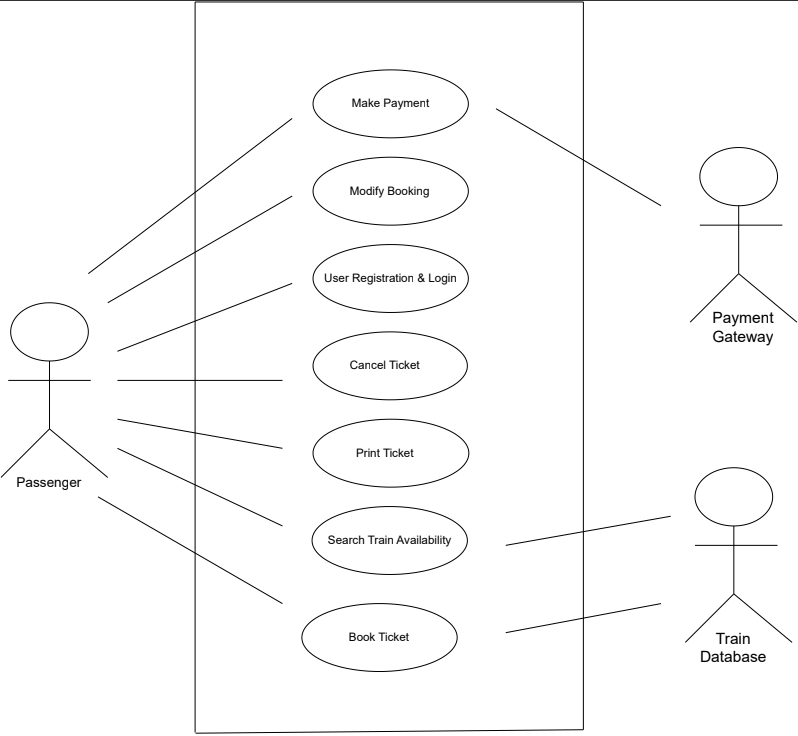 Make Payment
Modify Booking
User Registration & Login
Cancel Ticket
Print Ticket
Search Train Availability
Book Ticket
Passenger
Payment
Gateway
Train
Database